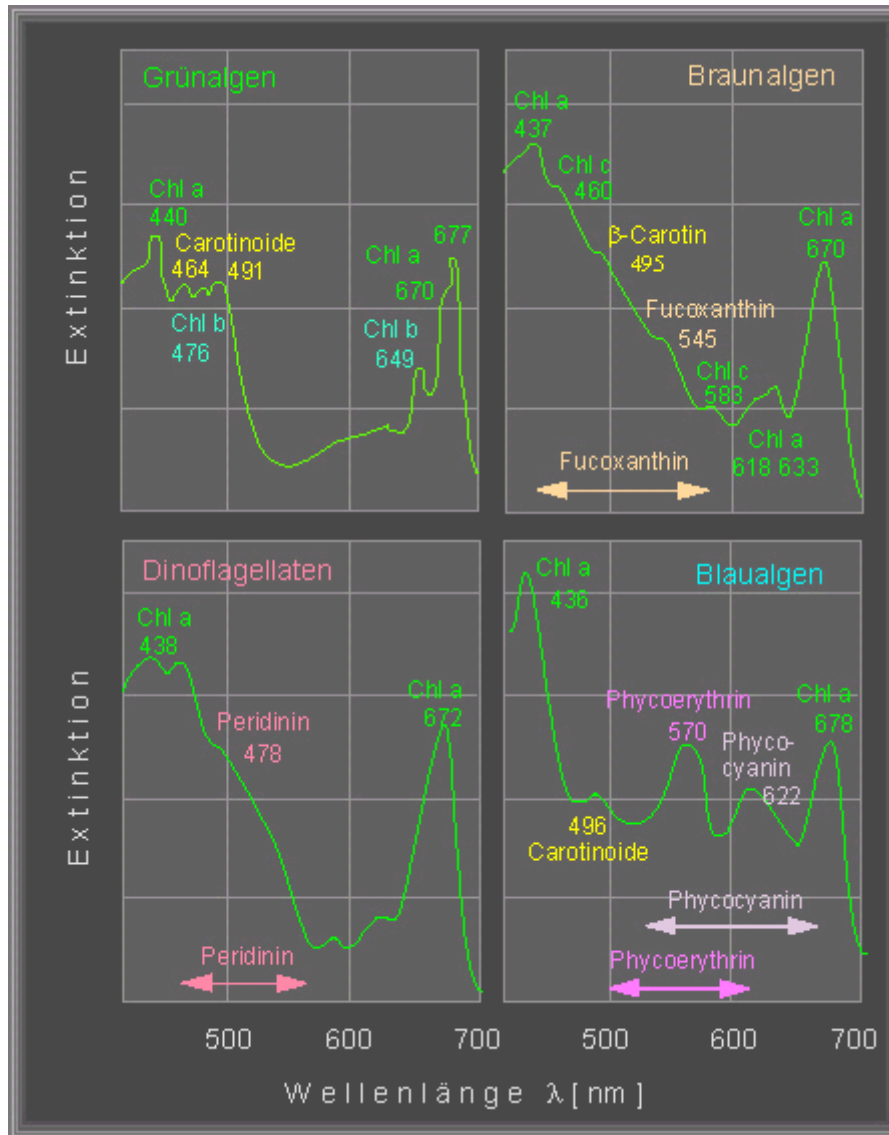 Grünalgen
Chl a
440
Carotinoide
464 491
Chl b
476
Chl a
677
670
Chl b
649
Extinktion
Braunalgen
Chl a
437
Chl c
460
β-Carotin
495
Fucoxanthin
545
Chl c
583
Chl a
670
Chl a
618 633
Fucoxanthin
Dinoflagellaten
Chl a
438
Peridinin
478
Chl a
672
Peridinin
Extinktion
Blaualgen
Chl a
436
Phycoerythrin
570
Phyco-
cyanin
622
Chl a
678
496
Carotinoide
Phycocyanin
Phycoerythrin
500 600 700 500 600 700
Wellenlänge λ[nm]